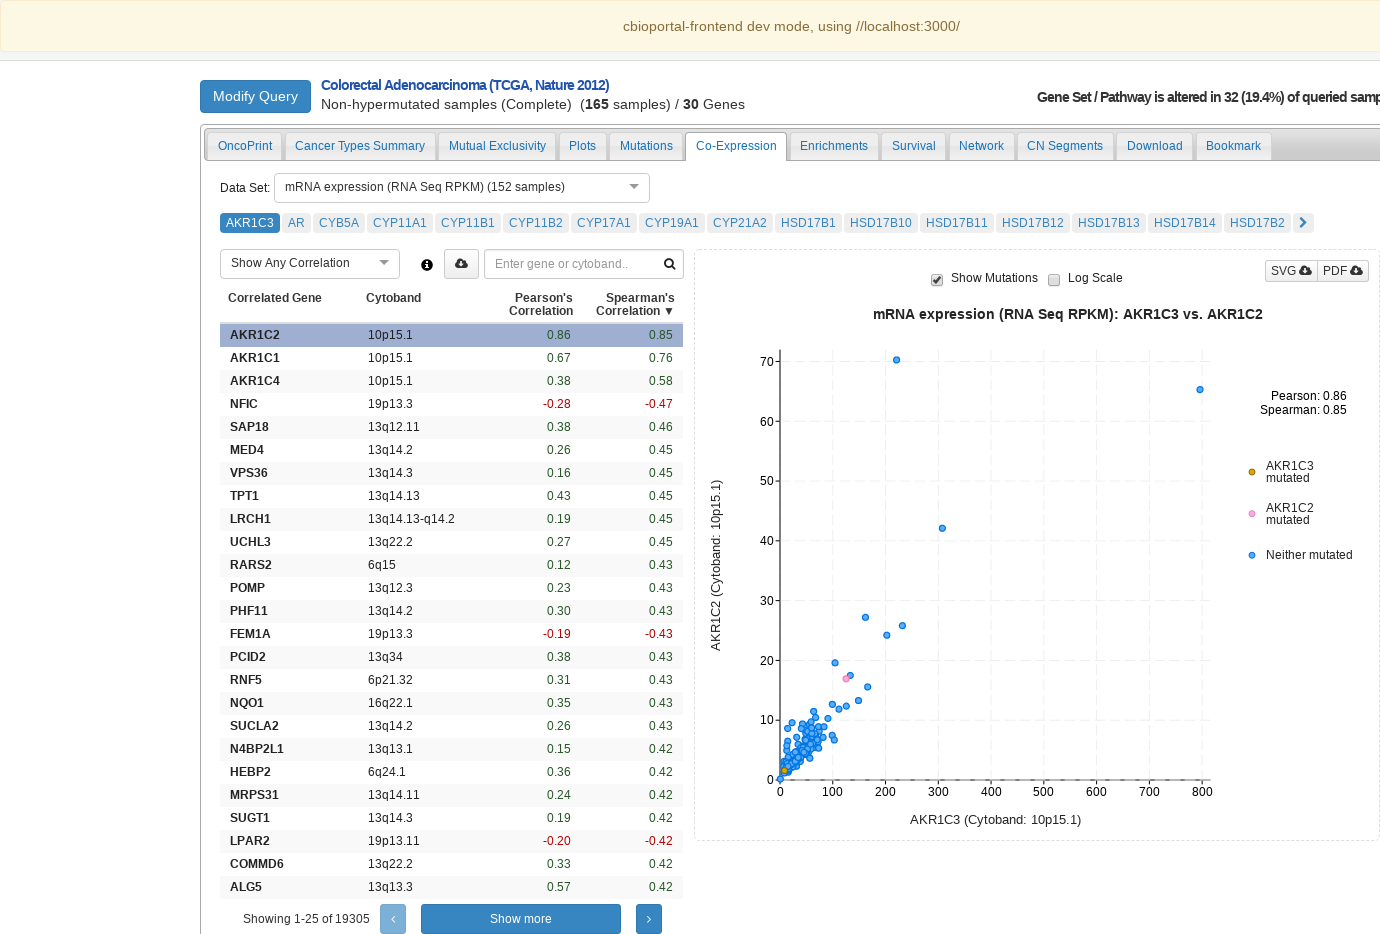 cbioportal-frontend dev mode, using //localhost:3000/
Modify Query
Colorectal Adenocarcinoma (TCGA, Nature 2012)
Non-hypermutated samples (Complete) (165 samples) / 30 Genes
Gene Set / Pathway is altered in 32 (19.4%) of queried samp
OncoPrint Cancer Types Summary Mutual Exclusivity Plots Mutations Co-Expression Enrichments Survival Network CN Segments Download Bookmark
Data Set: mRNA expression (RNA Seq RPKM) (152 samples)
AKR1C3 AR CYB5A CYP11A1 CYP11B1 CYP11B2 CYP17A1 CYP19A1 CYP21A2 HSD17B1 HSD17B10 HSD17B11 HSD17B12 HSD17B13 HSD17B14 HSD17B2
Show Any Correlation
Enter gene or cytoband..
Correlated Gene Cytoband Pearson's Correlation Spearman's Correlation ▼
AKR1C2 10p15.1 0.86 0.85
AKR1C1 10p15.1 0.67 0.76
AKR1C4 10p15.1 0.38 0.58
NFIC 19p13.3 -0.28 -0.47
SAP18 13q12.11 0.38 0.46
MED4 13q14.2 0.26 0.45
VPS36 13q14.3 0.16 0.45
TPT1 13q14.13 0.43 0.45
LRCH1 13q14.13-q14.2 0.19 0.45
UCHL3 13q22.2 0.27 0.45
RARS2 6q15 0.12 0.43
POMP 13q12.3 0.23 0.43
PHF11 13q14.2 0.30 0.43
FEM1A 19p13.3 -0.19 -0.43
PCID2 13q34 0.38 0.43
RNF5 6p21.32 0.31 0.43
NQO1 16q22.1 0.35 0.43
SUCLA2 13q14.2 0.26 0.43
N4BP2L1 13q13.1 0.15 0.42
HEBP2 6q24.1 0.36 0.42
MRPS31 13q14.11 0.24 0.42
SUGT1 13q14.3 0.19 0.42
LPAR2 19p13.11 -0.20 -0.42
COMMD6 13q22.2 0.33 0.42
ALG5 13q13.3 0.57 0.42
Showing 1-25 of 19305
Show more
Show Mutations Log Scale
SVG PDF
mRNA expression (RNA Seq RPKM): AKR1C3 vs. AKR1C2
70
60
50
40
30
20
10
0
AKR1C2 (Cytoband: 10p15.1)
0 100 200 300 400 500 600 700 800
AKR1C3 (Cytoband: 10p15.1)
Pearson: 0.86
Spearman: 0.85
AKR1C3
mutated
AKR1C2
mutated
Neither mutated